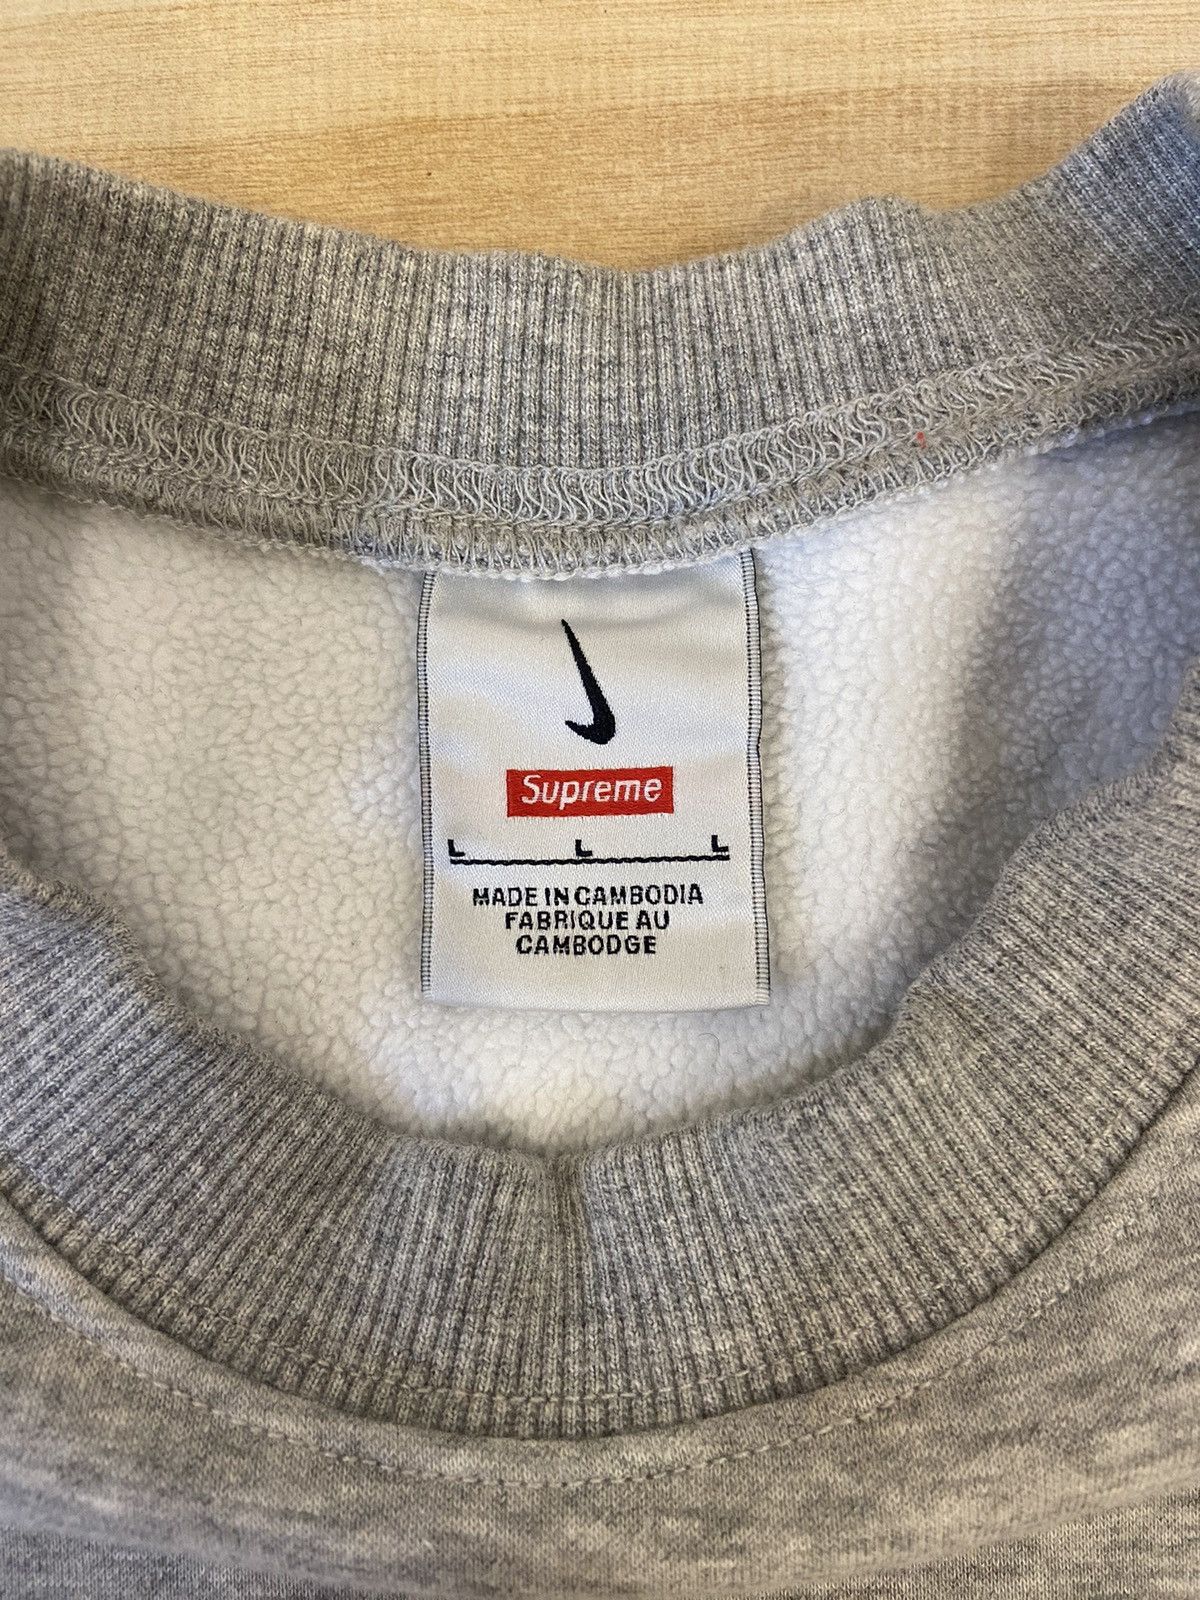 Supreme
L L L
MADE IN CAMBODIA
FABRIQUE AU
CAMBODGE